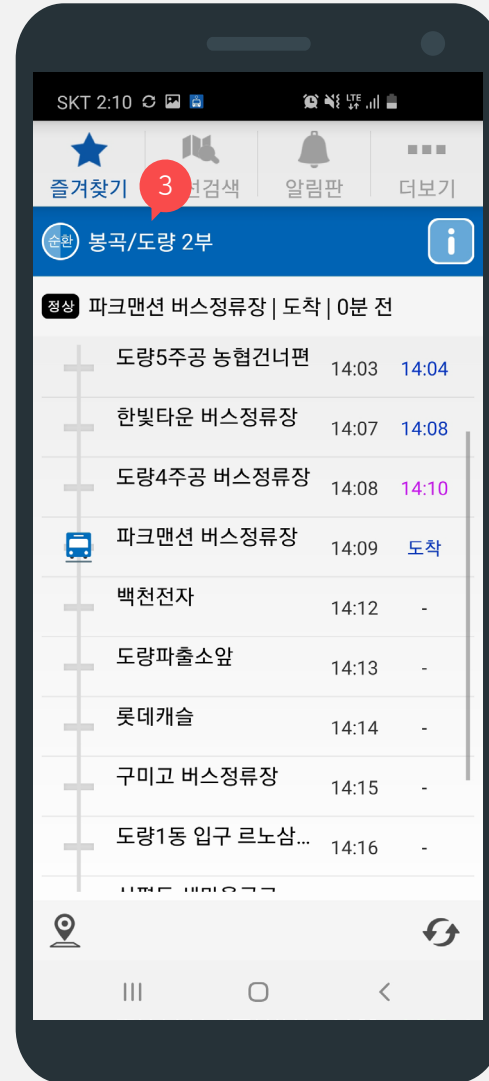 SKT 2:10 LTE
즐겨찾기 3 선검색 알림판 더보기
순환 봉곡/도량 2부 i
정상 파크맨션 버스정류장 | 도착 | 0분 전
도량5주공 농협건너편 14:03 14:04
한빛타운 버스정류장 14:07 14:08
도량4주공 버스정류장 14:08 14:10
파크맨션 버스정류장 14:09 도착
백천전자 14:12 -
도량파출소앞 14:13 -
롯데캐슬 14:14 -
구미고 버스정류장 14:15 -
도량1동 입구 르노삼... 14:16 -